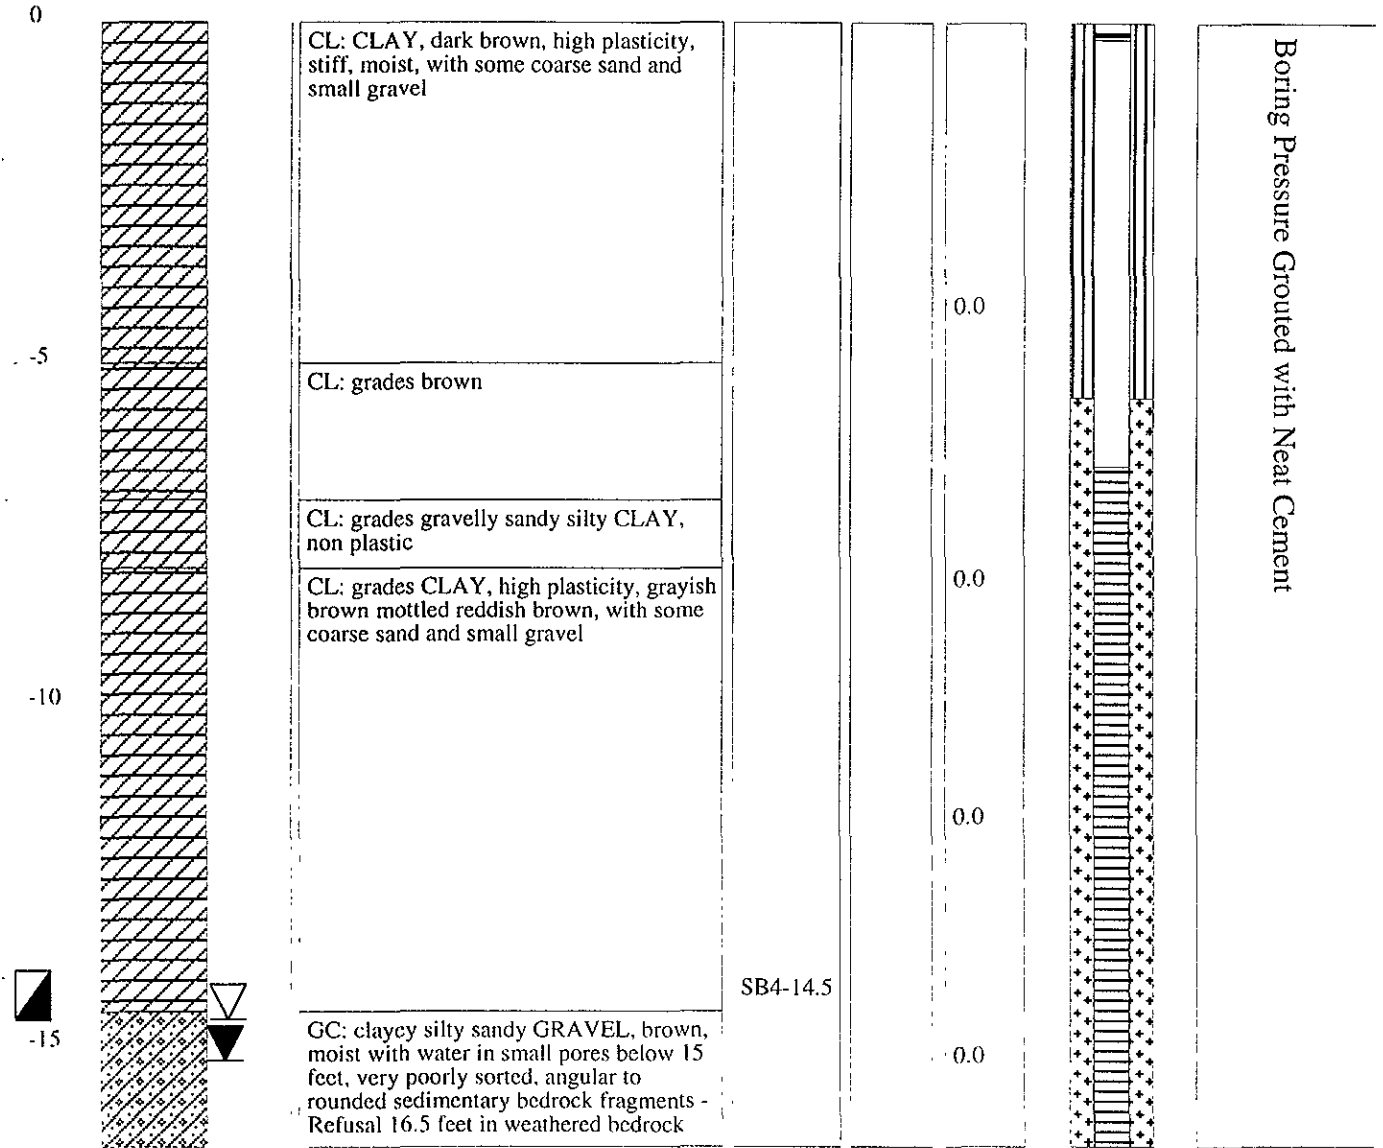 0
CL: CLAY, dark brown, high plasticity,
stiff, moist, with some coarse sand and
small gravel
Boring Pressure Grouted with Neat Cement
0.0
-5
CL: grades brown
CL: grades gravelly sandy silty CLAY,
non plastic
CL: grades CLAY, high plasticity, grayish
brown mottled reddish brown, with some
coarse sand and small gravel
0.0
-10
0.0
SB4-14.5
-15
GC: clayey silty sandy GRAVEL, brown,
moist with water in small pores below 15
feet, very poorly sorted, angular to
rounded sedimentary bedrock fragments -
Refusal 16.5 feet in weathered bedrock
0.0